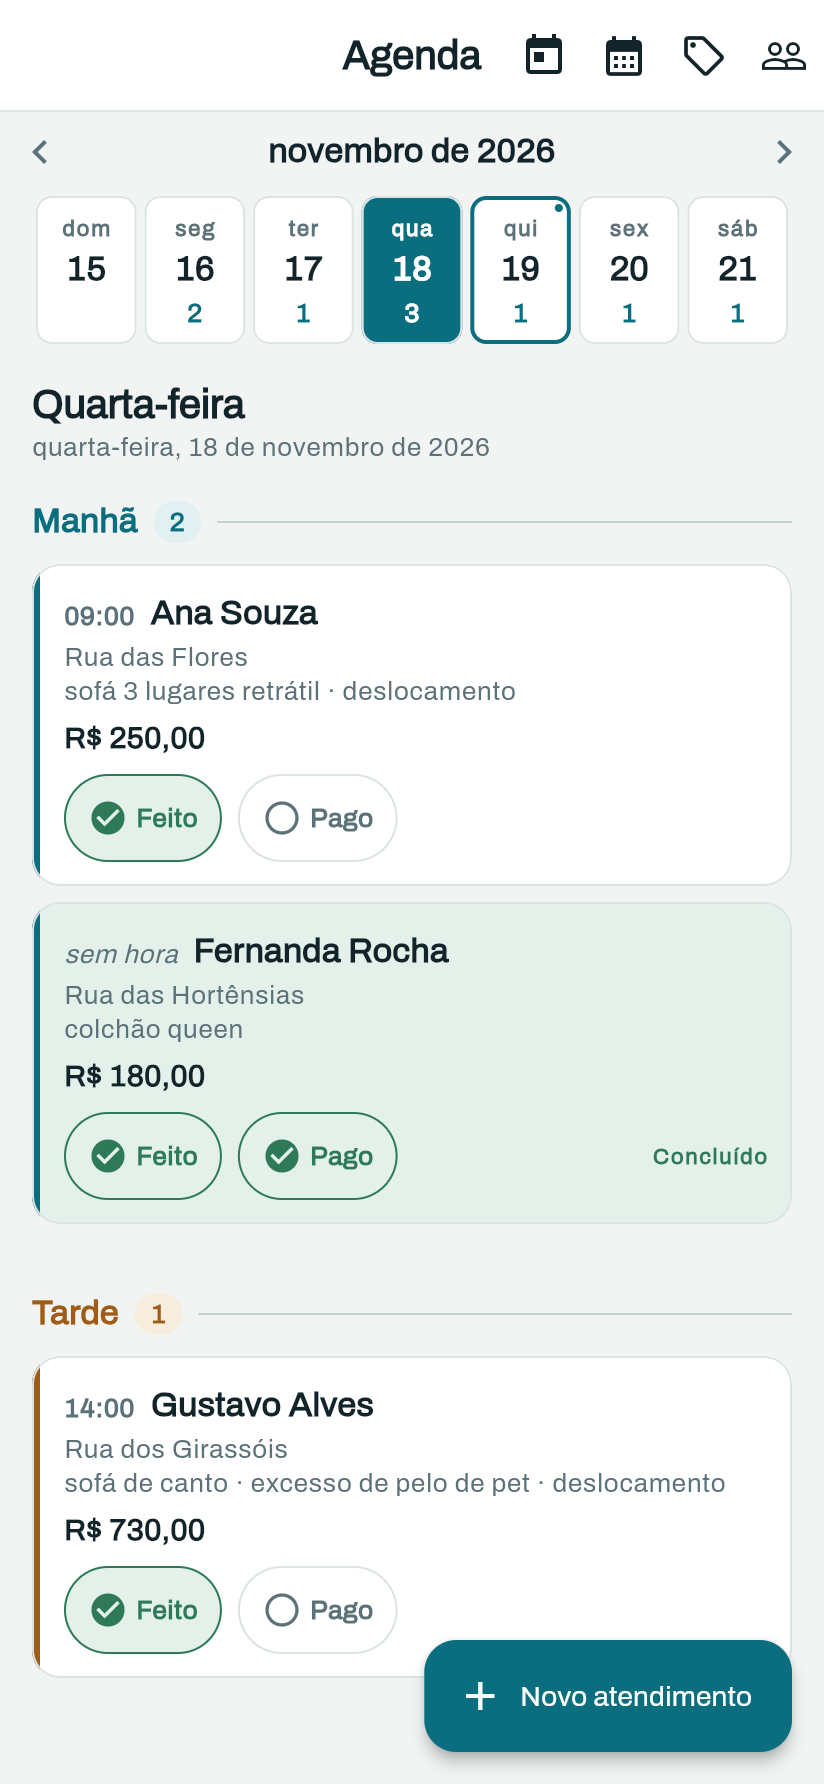 Agenda
novembro de 2026
dom seg ter qua qui sex sáb
15 16 17 18 19 20 21
2 1 3 1 1 1
Quarta-feira
quarta-feira, 18 de novembro de 2026
Manhã 2
09:00 Ana Souza
Rua das Flores
sofá 3 lugares retrátil · deslocamento
R$ 250,00
Feito Pago
sem hora Fernanda Rocha
Rua das Hortênsias
colchão queen
R$ 180,00
Feito Pago Concluído
Tarde 1
14:00 Gustavo Alves
Rua dos Girassóis
sofá de canto · excesso de pelo de pet · deslocamento
R$ 730,00
Feito Pago
Novo atendimento